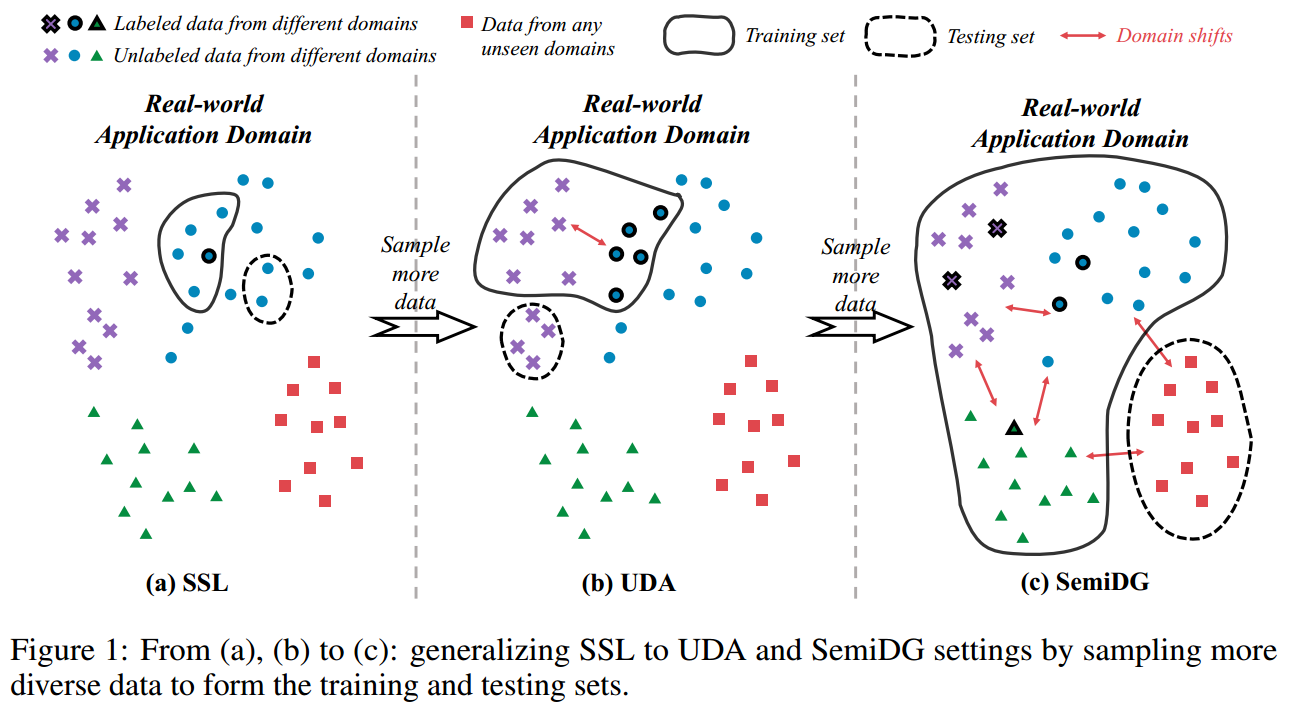 Labeled data from different domains
Unlabeled data from different domains
Data from any
unseen domains
Training set
Testing set
Domain shifts
Real-world
Application Domain
Real-world
Application Domain
Real-world
Application Domain
Sample
more
data
Sample
more
data
(a) SSL
(b) UDA
(c) SemiDG
Figure 1: From (a), (b) to (c): generalizing SSL to UDA and SemiDG settings by sampling more
diverse data to form the training and testing sets.